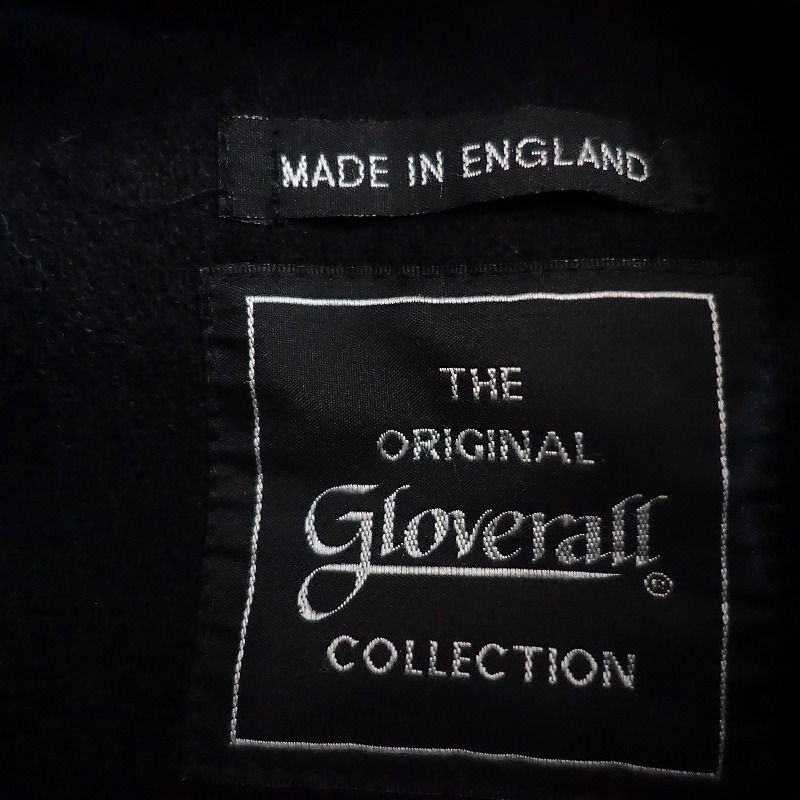 MADE IN ENGLAND
THE
ORIGINAL
Gloverall
®
COLLECTION